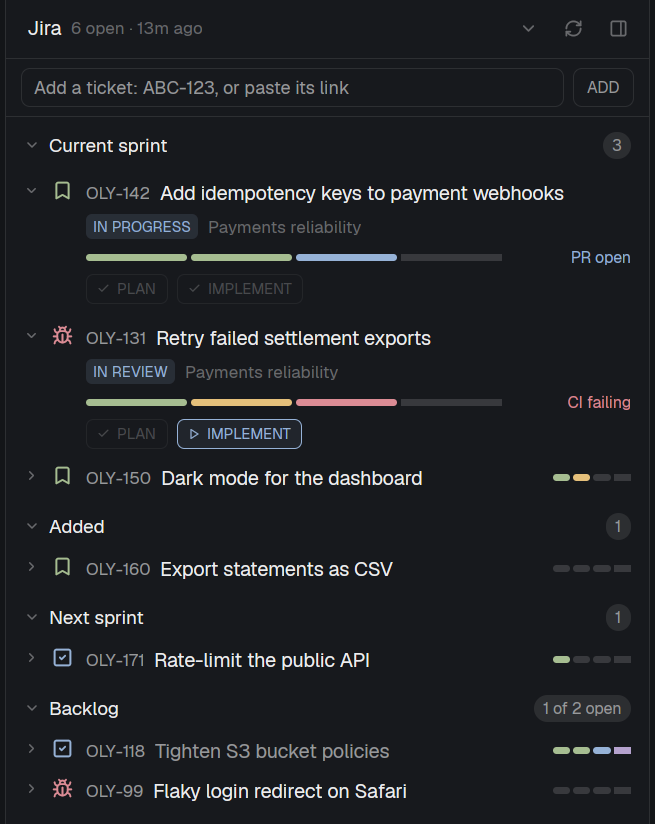 Jira 6 open · 13m ago
Add a ticket: ABC-123, or paste its link ADD
Current sprint 3
OLY-142 Add idempotency keys to payment webhooks
IN PROGRESS Payments reliability
PR open
PLAN IMPLEMENT
OLY-131 Retry failed settlement exports
IN REVIEW Payments reliability
CI failing
PLAN IMPLEMENT
OLY-150 Dark mode for the dashboard
Added 1
OLY-160 Export statements as CSV
Next sprint 1
OLY-171 Rate-limit the public API
Backlog 1 of 2 open
OLY-118 Tighten S3 bucket policies
OLY-99 Flaky login redirect on Safari